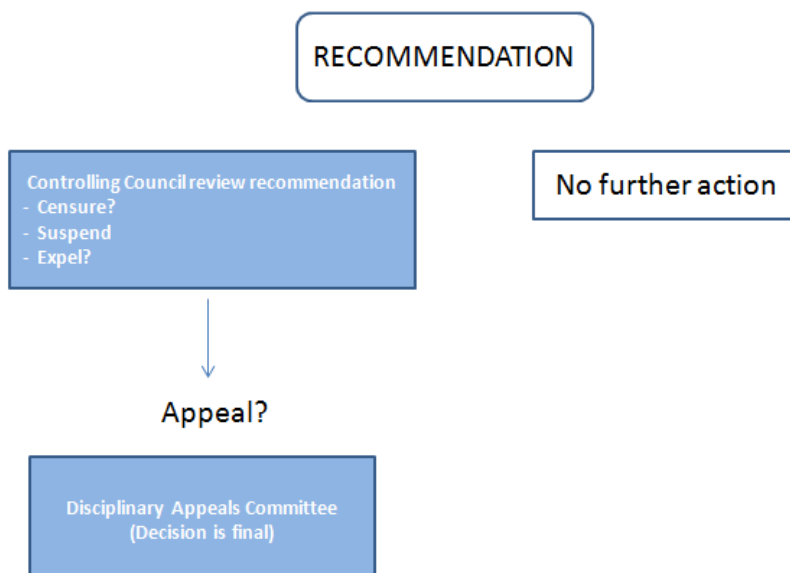 RECOMMENDATION
Controlling Council review recommendation
- Censure?
- Suspend
- Expel?
No further action
Appeal?
Disciplinary Appeals Committee
(Decision is final)